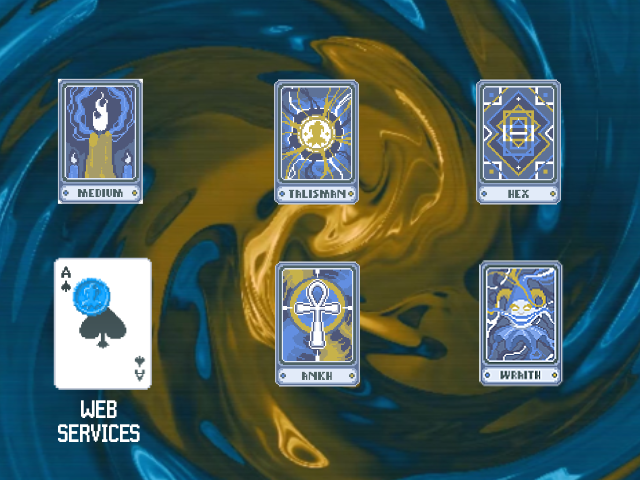 MEDIUM
TALISMAN
HEX
A
A
ANKH
WRAITH
WEB
SERVICES